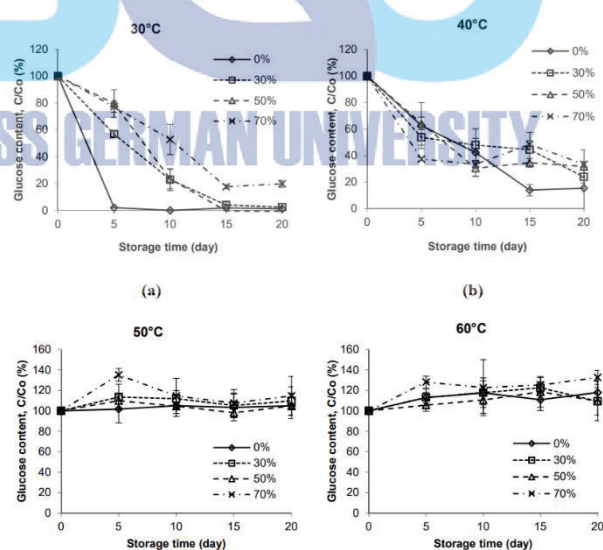 30°C
Glucose content, C/Co (%)
120
100
80
60
40
20
0
0%
30%
50%
70%
0 5 10 15 20
Storage time (day)
(a)
40°C
Glucose content, C/Co (%)
120
100
80
60
40
20
0
0%
30%
50%
70%
0 5 10 15 20
Storage time (day)
(b)
SS GERMAN UNIVERSITY
50°C
Glucose content, C/Co (%)
160
140
120
100
80
60
40
20
0
0%
30%
50%
70%
0 5 10 15 20
Storage time (day)
60°C
Glucose content, C/Co (%)
160
140
120
100
80
60
40
20
0
0%
30%
50%
70%
0 5 10 15 20
Storage time (day)